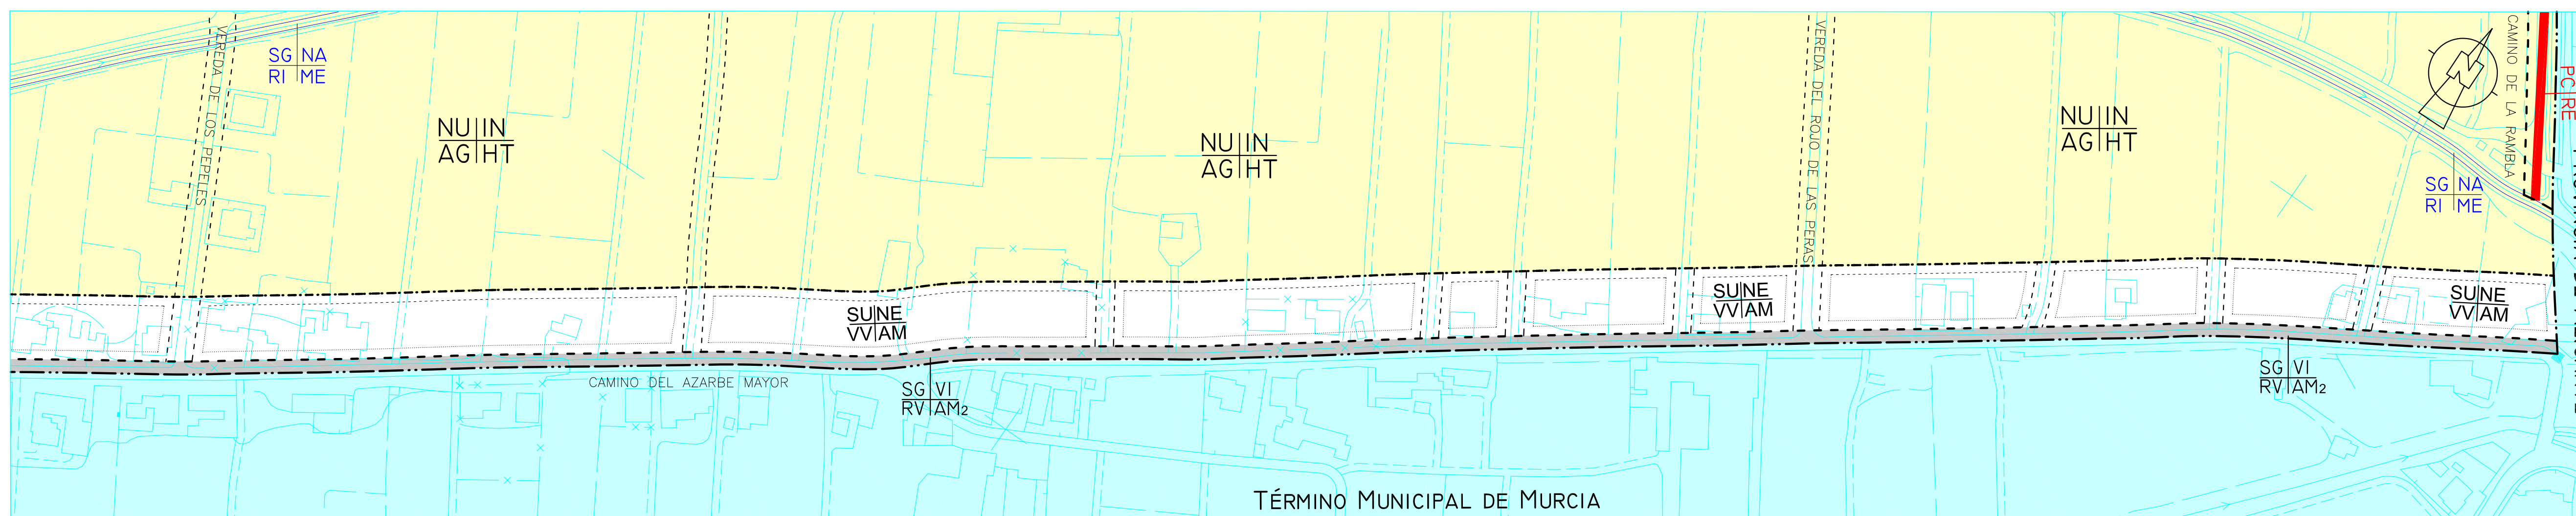 VEREDA DE LOS PEPELES
SG NA
RI ME
NU IN
AG HT
NU IN
AG HT
VEREDA DEL ROJO DE LAS PERAS
NU IN
AG HT
CAMINO DE LA RAMBLA
N
PC RE
SG NA
RI ME
SU NE
VV AM
SU NE
VV AM
SU NE
VV AM
CAMINO DEL AZARBE MAYOR
SG VI
RV AM2
SG VI
RV AM2
TÉRMINO MUNICIPAL DE MURCIA